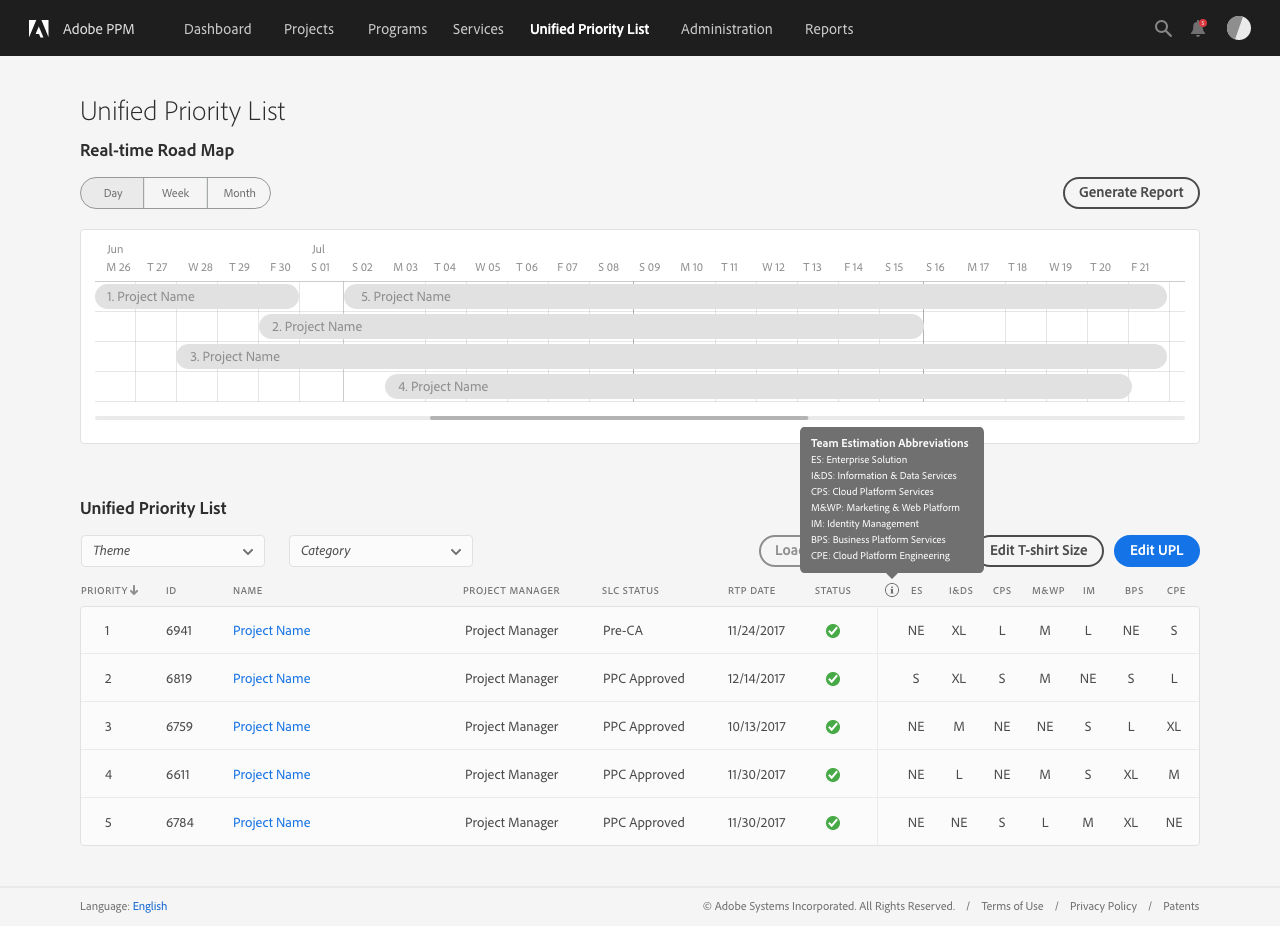 Adobe PPM Dashboard Projects Programs Services Unified Priority List Administration Reports
Unified Priority List
Real-time Road Map
Day Week Month Generate Report
Jun Jul
M 26 T 27 W 28 T 29 F 30 S 01 S 02 M 03 T 04 W 05 T 06 F 07 S 08 S 09 M 10 T 11 W 12 T 13 F 14 S 15 S 16 M 17 T 18 W 19 T 20 F 21
1. Project Name 5. Project Name
2. Project Name
3. Project Name
4. Project Name
Team Estimation Abbreviations
ES: Enterprise Solution
I&DS: Information & Data Services
CPS: Cloud Platform Services
M&WP: Marketing & Web Platform
IM: Identity Management
BPS: Business Platform Services
CPE: Cloud Platform Engineering
Unified Priority List
Theme Category Edit T-shirt Size Edit UPL
PRIORITY ID NAME PROJECT MANAGER SLC STATUS RTP DATE STATUS ES I&DS CPS M&WP IM BPS CPE
1 6941 Project Name Project Manager Pre-CA 11/24/2017 NE XL L M L NE S
2 6819 Project Name Project Manager PPC Approved 12/14/2017 S XL S M NE S L
3 6759 Project Name Project Manager PPC Approved 10/13/2017 NE M NE NE S L XL
4 6611 Project Name Project Manager PPC Approved 11/30/2017 NE L NE M S XL M
5 6784 Project Name Project Manager PPC Approved 11/30/2017 NE NE S L M XL NE
Language: English © Adobe Systems Incorporated. All Rights Reserved. / Terms of Use / Privacy Policy / Patents